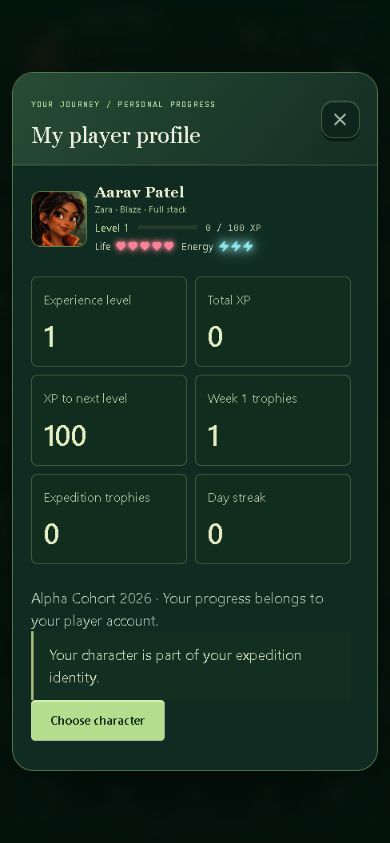 YOUR JOURNEY / PERSONAL PROGRESS
My player profile
Aarav Patel
Zara · Blaze · Full stack
Level 1 0 / 100 XP
Life Energy
Experience level
1
Total XP
0
XP to next level
100
Week 1 trophies
1
Expedition trophies
0
Day streak
0
Alpha Cohort 2026 · Your progress belongs to
your player account.
Your character is part of your expedition
identity.
Choose character